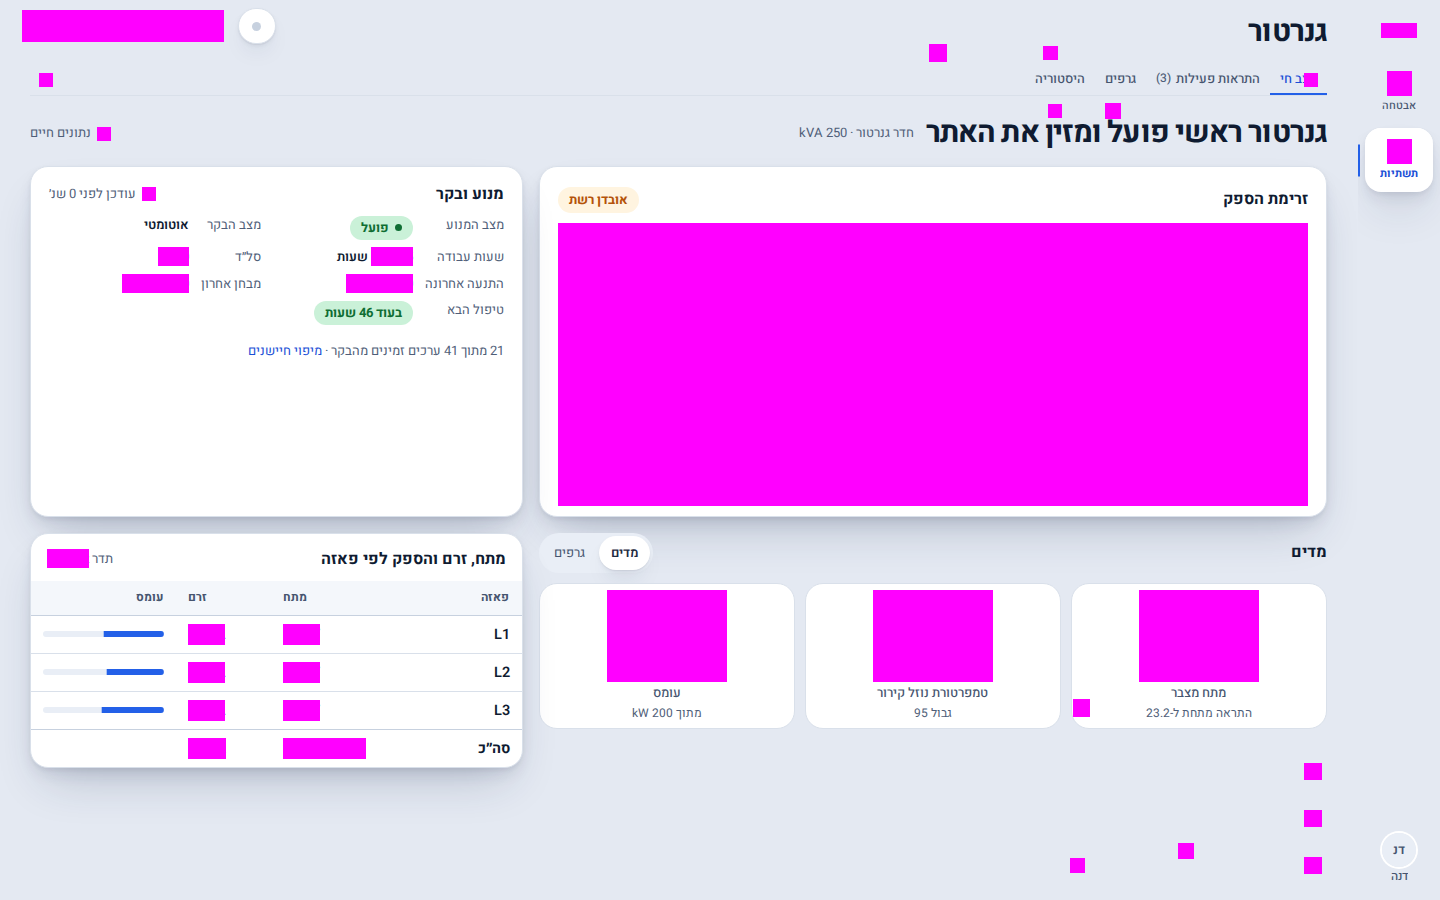 גנרטור
התראות פעילות (3)
גרפים
היסטוריה
אבטחה
תשתיות
גנרטור ראשי פועל ומזין את האתר
חדר גנרטור · 250 kVA
נתונים חיים
זרימת הספק
אובדן רשת
מנוע ובקר
עודכן לפני 0 שנ׳
מצב המנוע
פועל
מצב הבקר
אוטומטי
שעות עבודה
שעות
סל״ד
התנעה אחרונה
מבחן אחרון
טיפול הבא
בעוד 46 שעות
21 מתוך 41 ערכים זמינים מהבקר · מיפוי חיישנים
מדים
מדים
גרפים
מתח מצבר
התראה מתחת ל-23.2
טמפרטורת נוזל קירור
גבול 95
עומס
מתוך 200 kW
מתח, זרם והספק לפי פאזה
תדר
פאזה
מתח
זרם
עומס
L1
L2
L3
סה״כ
דנ
דנה